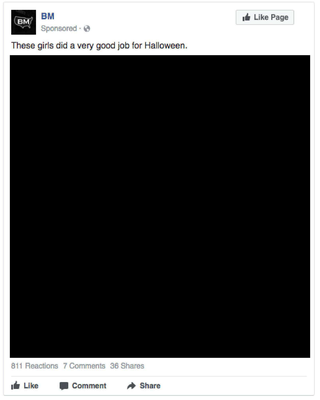 BM
BM
Like Page
Sponsored ·
These girls did a very good job for Halloween.
811 Reactions 7 Comments 36 Shares
Like Comment Share